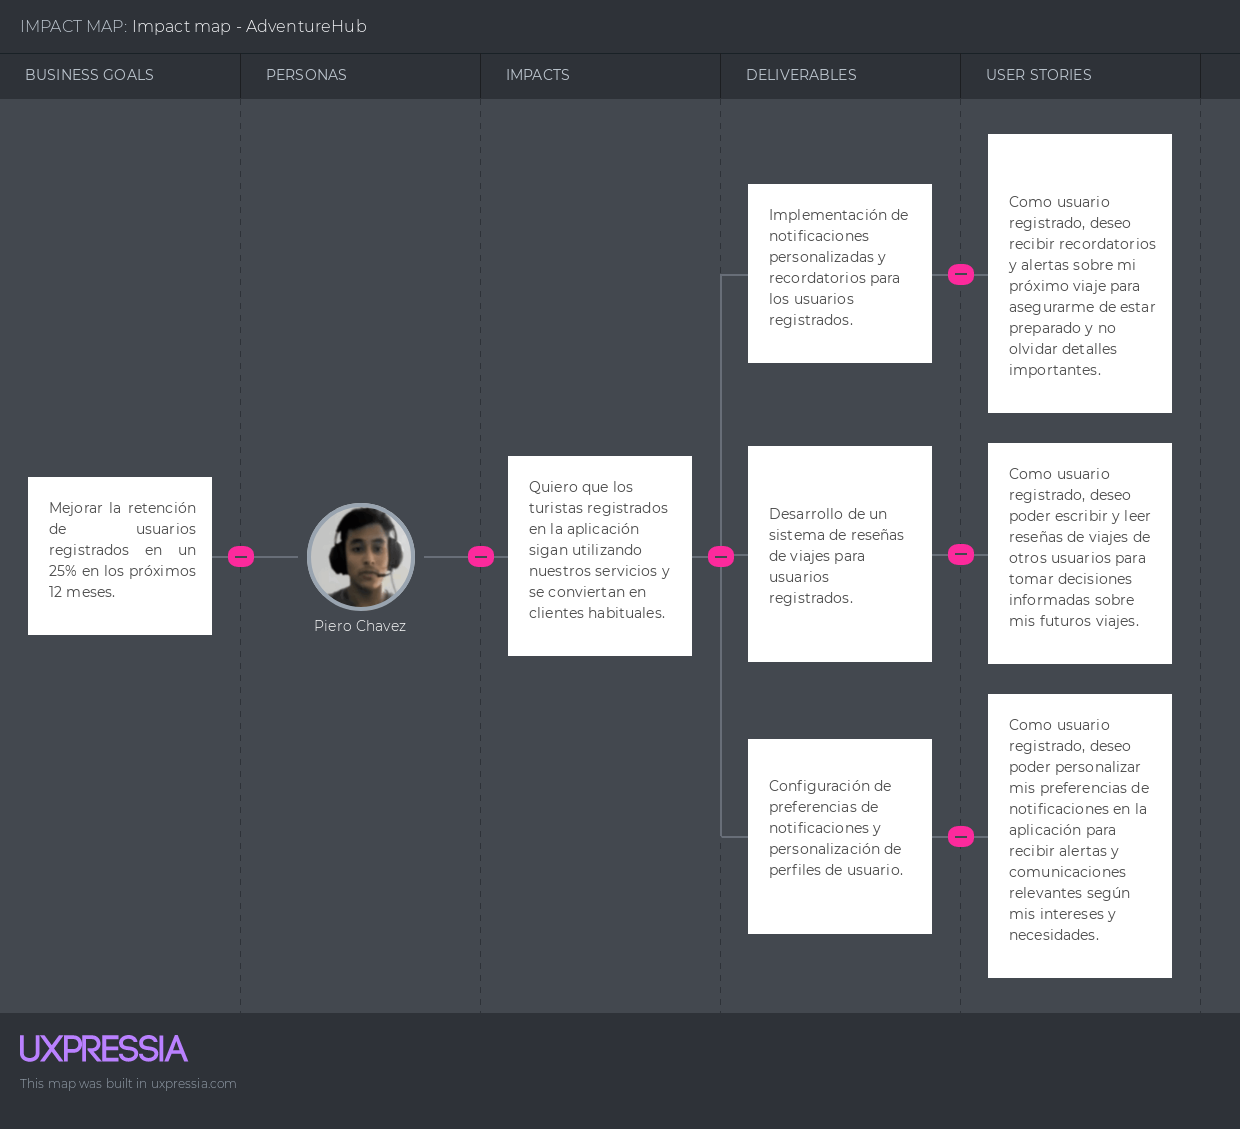 IMPACT MAP: Impact map - AdventureHub
BUSINESS GOALS
PERSONAS
IMPACTS
DELIVERABLES
USER STORIES
Mejorar la retención
de usuarios
registrados en un
25% en los próximos
12 meses.
Piero Chavez
Quiero que los
turistas registrados
en la aplicación
sigan utilizando
nuestros servicios y
se conviertan en
clientes habituales.
Implementación de
notificaciones
personalizadas y
recordatorios para
los usuarios
registrados.
Como usuario
registrado, deseo
recibir recordatorios
y alertas sobre mi
próximo viaje para
asegurarme de estar
preparado y no
olvidar detalles
importantes.
Desarrollo de un
sistema de reseñas
de viajes para
usuarios
registrados.
Como usuario
registrado, deseo
poder escribir y leer
reseñas de viajes de
otros usuarios para
tomar decisiones
informadas sobre
mis futuros viajes.
Configuración de
preferencias de
notificaciones y
personalización de
perfiles de usuario.
Como usuario
registrado, deseo
poder personalizar
mis preferencias de
notificaciones en la
aplicación para
recibir alertas y
comunicaciones
relevantes según
mis intereses y
necesidades.
UXPRESSIA
This map was built in uxpressia.com